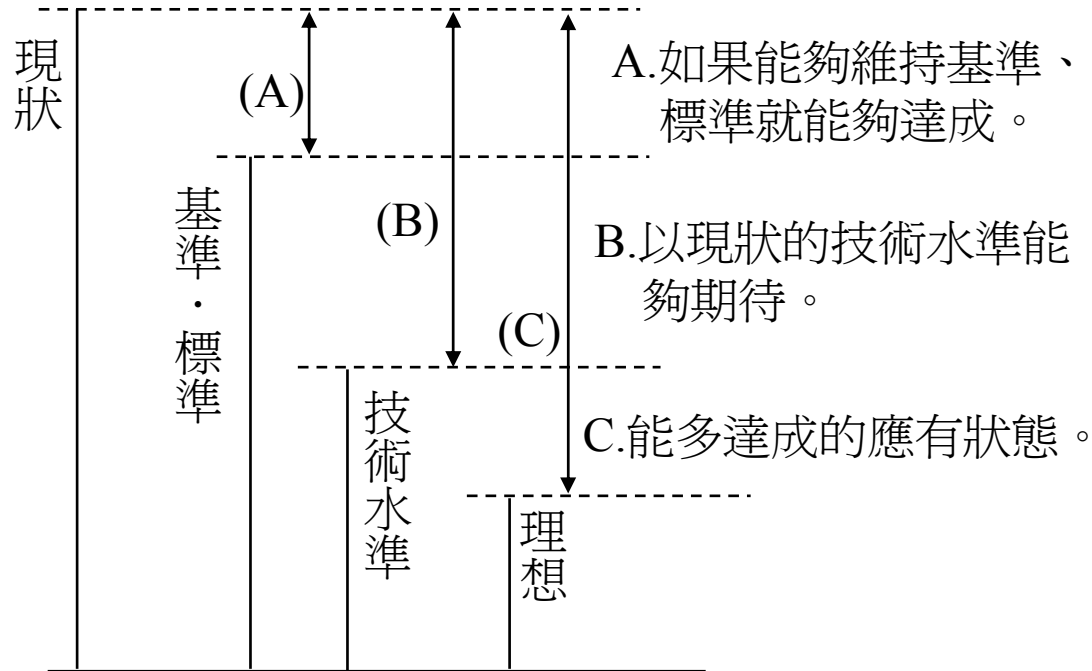 現狀
(A)
基準・標準
(B)
技術水準
(C)
理想
A.如果能夠維持基準、
標準就能夠達成。
B.以現狀的技術水準能
夠期待。
C.能多達成的應有狀態。